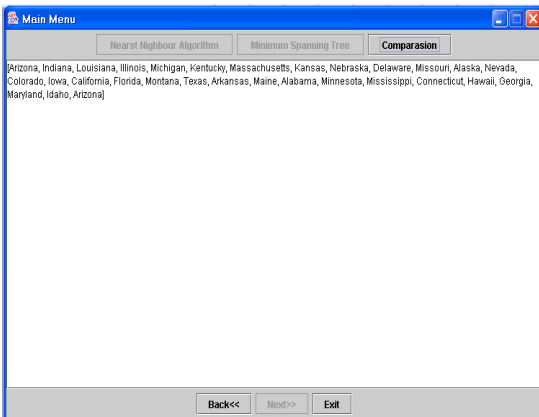 Main Menu
Nearst Nighbour Algorithm Minimum Spanning Tree Comparasion
[Arizona, Indiana, Louisiana, Illinois, Michigan, Kentucky, Massachusetts, Kansas, Nebraska, Delaware, Missouri, Alaska, Nevada,
Colorado, Iowa, California, Florida, Montana, Texas, Arkansas, Maine, Alabama, Minnesota, Mississippi, Connecticut, Hawaii, Georgia,
Maryland, Idaho, Arizona]
Back<< Next>> Exit